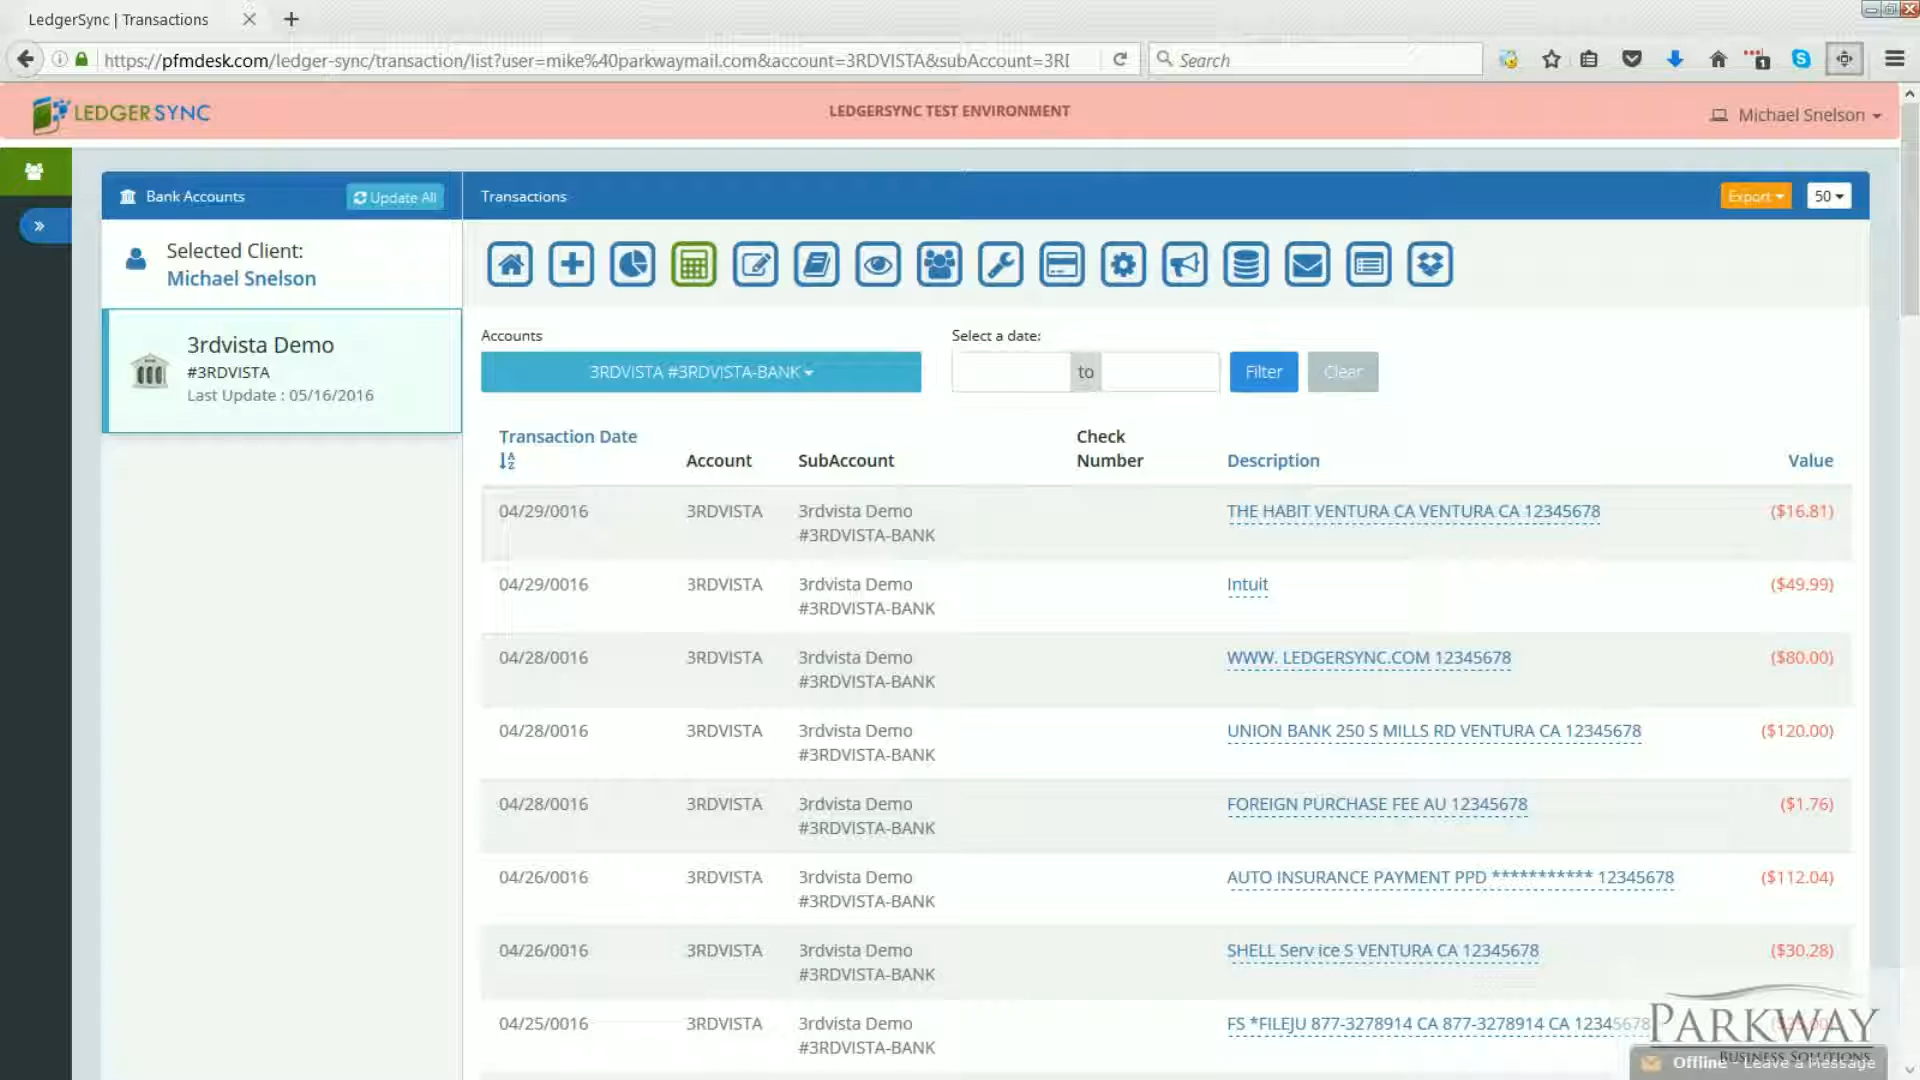 LedgerSync | Transactions
https://pfmdesk.com/ledger-sync/transaction/list?user=mike%40parkwaymail.com&account=3RDVISTA&subAccount=3RI
Search
1
LEDGERSYNC
LEDGERSYNC TEST ENVIRONMENT
Michael Snelson
Bank Accounts
Update All
Transactions
Export
50
Selected Client:
Michael Snelson
3rdvista Demo
#3RDVISTA
Last Update : 05/16/2016
Accounts
Select a date:
3RDVISTA #3RDVISTA-BANK
to
Filter
Clear
Transaction Date
Account
SubAccount
Check
Number
Description
Value
04/29/0016 3RDVISTA 3rdvista Demo THE HABIT VENTURA CA VENTURA CA 12345678 ($16.81)
#3RDVISTA-BANK
04/29/0016 3RDVISTA 3rdvista Demo Intuit ($49.99)
#3RDVISTA-BANK
04/28/0016 3RDVISTA 3rdvista Demo WWW. LEDGERSYNC.COM 12345678 ($80.00)
#3RDVISTA-BANK
04/28/0016 3RDVISTA 3rdvista Demo UNION BANK 250 S MILLS RD VENTURA CA 12345678 ($120.00)
#3RDVISTA-BANK
04/28/0016 3RDVISTA 3rdvista Demo FOREIGN PURCHASE FEE AU 12345678 ($1.76)
#3RDVISTA-BANK
04/26/0016 3RDVISTA 3rdvista Demo AUTO INSURANCE PAYMENT PPD *********** 12345678 ($112.04)
#3RDVISTA-BANK
04/26/0016 3RDVISTA 3rdvista Demo SHELL Serv ice S VENTURA CA 12345678 ($30.28)
#3RDVISTA-BANK
04/25/0016 3RDVISTA 3rdvista Demo FS *FILEJU 877-3278914 CA 877-3278914 CA 12345678
#3RDVISTA-BANK
PARKWAY
BUSINESS SOLUTIONS
Offline - Leave a Message